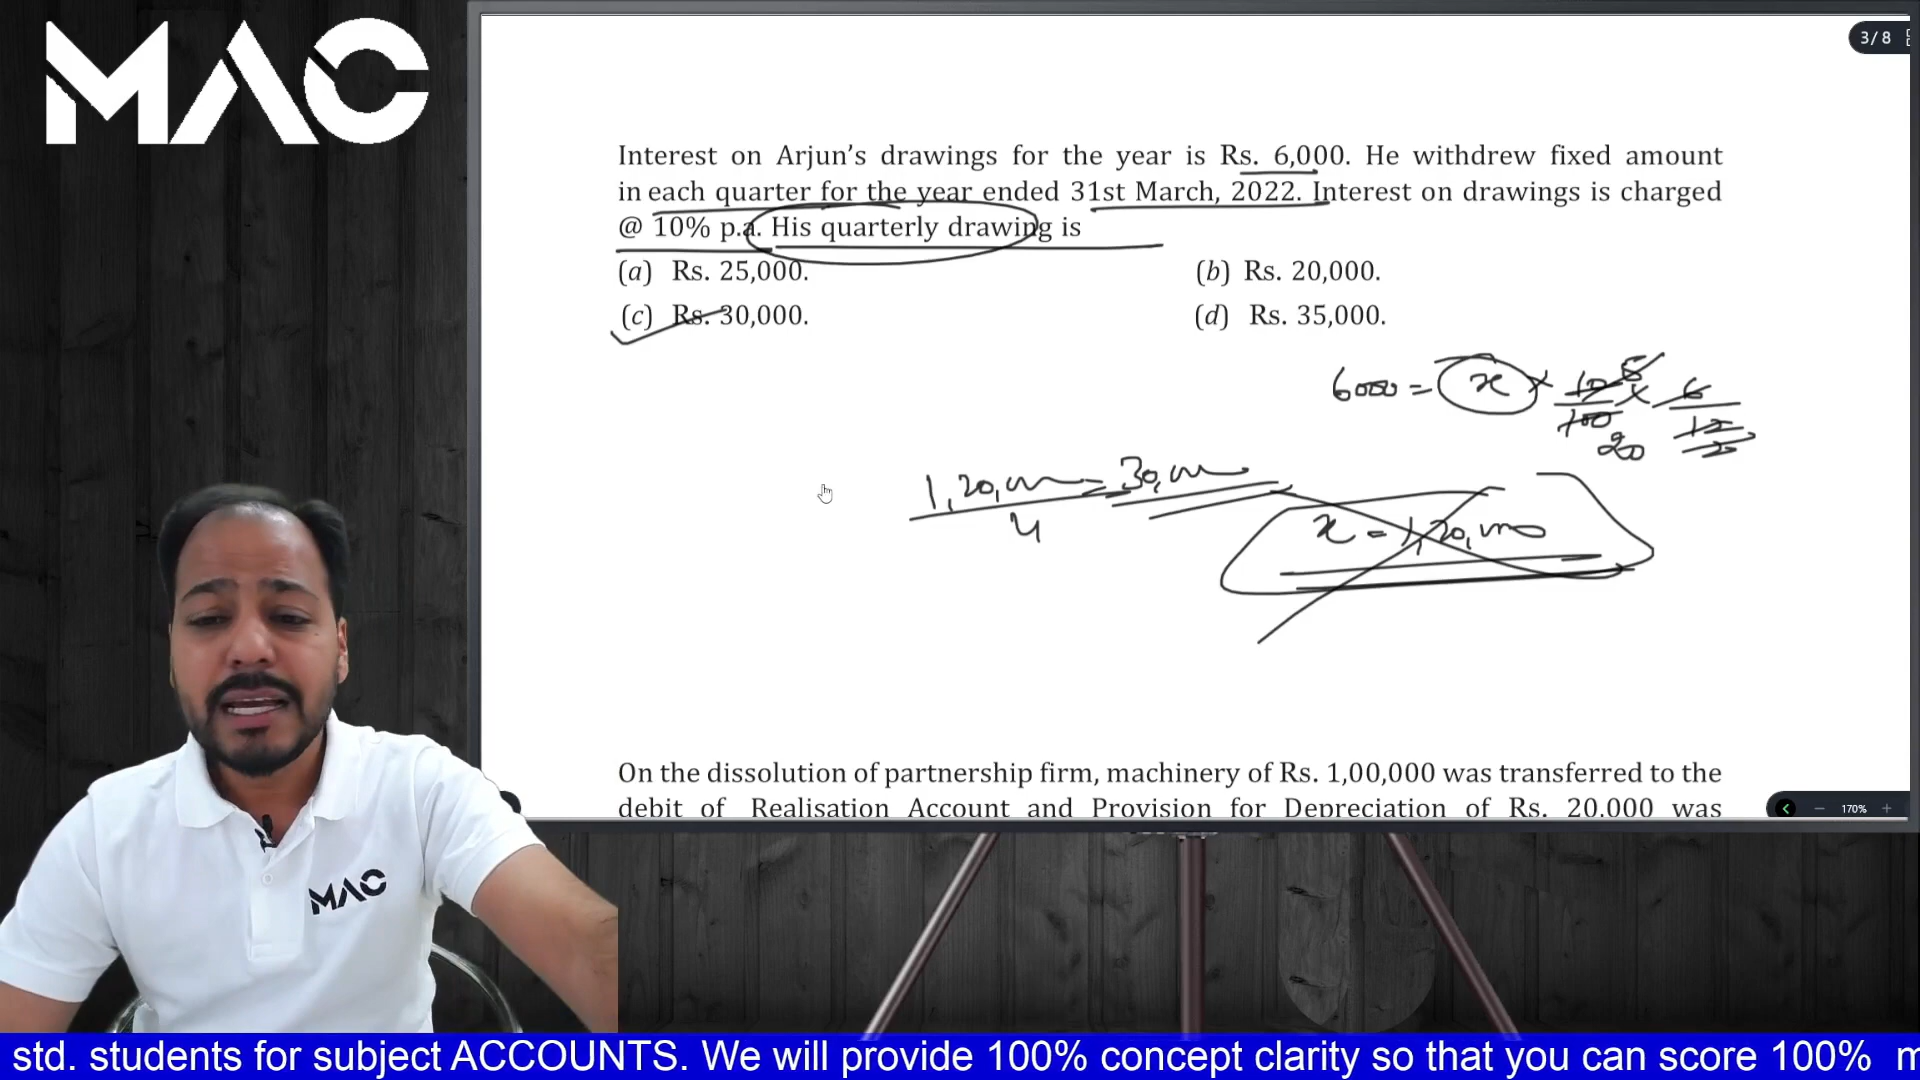 MAC
3/8
Interest on Arjun's drawings for the year is Rs. 6,000. He withdrew fixed amount
in each quarter for the year ended 31st March, 2022. Interest on drawings is charged
@ 10% p.a. His quarterly drawing is
(a) Rs. 25,000.
(b) Rs. 20,000.
(c) Rs. 30,000.
(d) Rs. 35,000.
6000 = x × 10/100 × 6/12
5
20
2
1,20,000/4 = 30,000
x = 1,20,000
On the dissolution of partnership firm, machinery of Rs. 1,00,000 was transferred to the
debit of Realisation Account and Provision for Depreciation of Rs. 20,000 was
170%
MAC
std. students for subject ACCOUNTS. We will provide 100% concept clarity so that you can score 100%